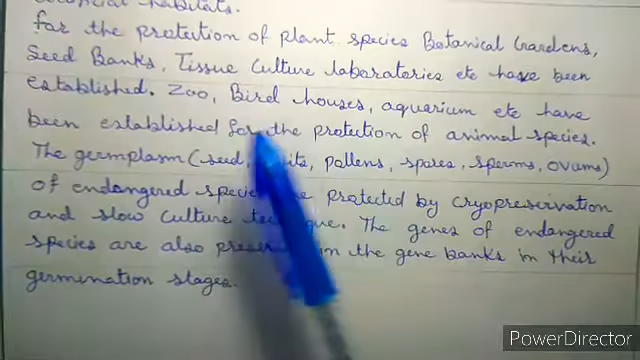 habitats.
for the protection of plant species Botanical Gardens,
Seed Banks, Tissue Culture laboratories etc have been
established. Zoo, Bird houses, aquarium etc have
been established for the protection of animal species.
The germplasm (seed, pollens, spores, sperms, ovums)
of endangered protected by cryopreservation
and slow culture The genes of endangered
species are also in the gene banks in their
germination stages.
PowerDirector